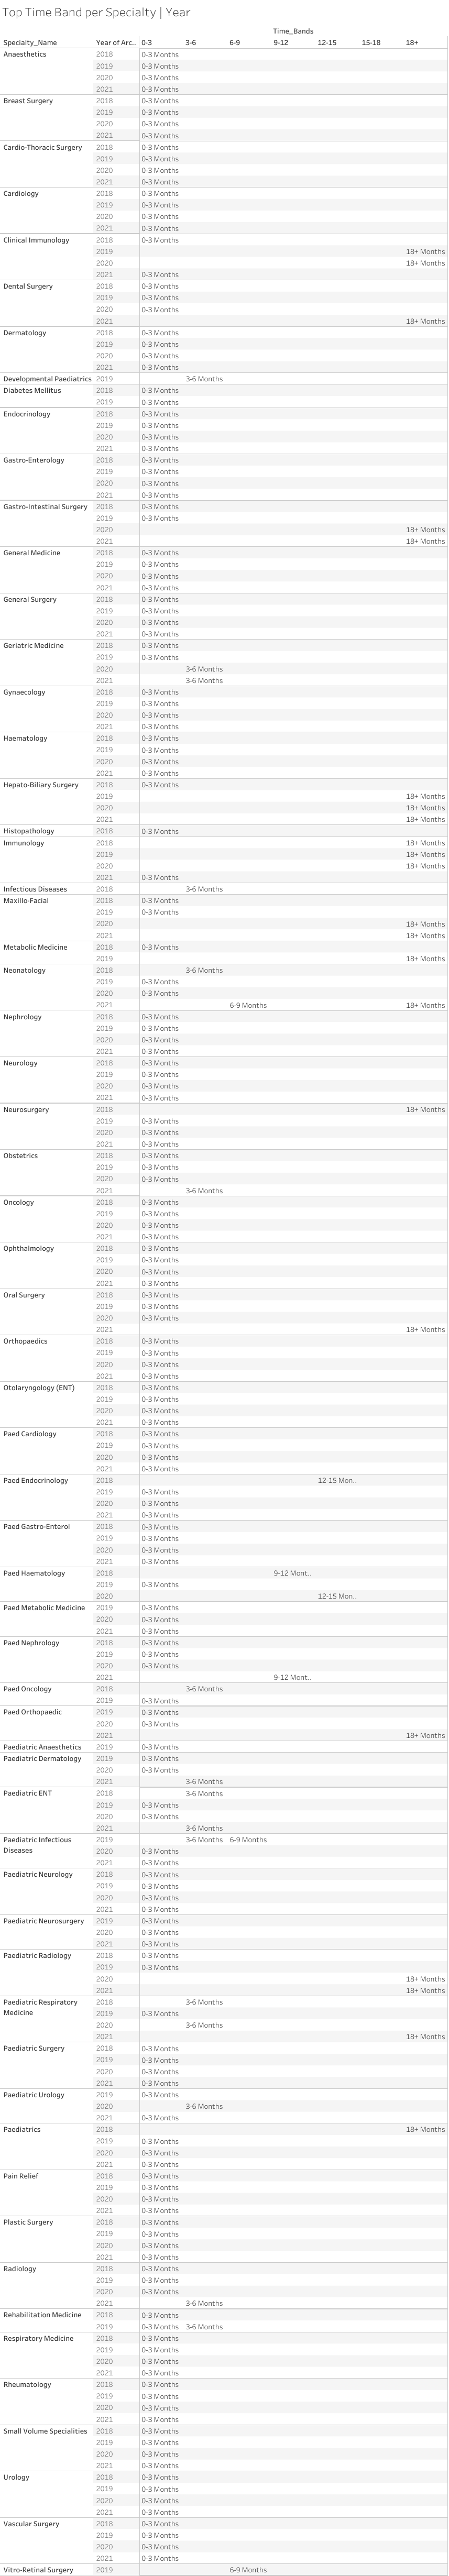 Top Time Band per Specialty | Year
Time_Bands
Specialty_Name Year of Arc.. 0-3 3-6 6-9 9-12 12-15 15-18 18+
Anaesthetics 2018 0-3 Months
2019 0-3 Months
2020 0-3 Months
2021 0-3 Months
Breast Surgery 2018 0-3 Months
2019 0-3 Months
2020 0-3 Months
2021 0-3 Months
Cardio-Thoracic Surgery 2018 0-3 Months
2019 0-3 Months
2020 0-3 Months
2021 0-3 Months
Cardiology 2018 0-3 Months
2019 0-3 Months
2020 0-3 Months
2021 0-3 Months
Clinical Immunology 2018 0-3 Months
2019 18+ Months
2020 18+ Months
2021 0-3 Months
Dental Surgery 2018 0-3 Months
2019 0-3 Months
2020 0-3 Months
2021 18+ Months
Dermatology 2018 0-3 Months
2019 0-3 Months
2020 0-3 Months
2021 0-3 Months
Developmental Paediatrics 2019 3-6 Months
Diabetes Mellitus 2018 0-3 Months
2019 0-3 Months
Endocrinology 2018 0-3 Months
2019 0-3 Months
2020 0-3 Months
2021 0-3 Months
Gastro-Enterology 2018 0-3 Months
2019 0-3 Months
2020 0-3 Months
2021 0-3 Months
Gastro-Intestinal Surgery 2018 0-3 Months
2019 0-3 Months
2020 18+ Months
2021 18+ Months
General Medicine 2018 0-3 Months
2019 0-3 Months
2020 0-3 Months
2021 0-3 Months
General Surgery 2018 0-3 Months
2019 0-3 Months
2020 0-3 Months
2021 0-3 Months
Geriatric Medicine 2018 0-3 Months
2019 0-3 Months
2020 3-6 Months
2021 3-6 Months
Gynaecology 2018 0-3 Months
2019 0-3 Months
2020 0-3 Months
2021 0-3 Months
Haematology 2018 0-3 Months
2019 0-3 Months
2020 0-3 Months
2021 0-3 Months
Hepato-Biliary Surgery 2018 0-3 Months
2019 18+ Months
2020 18+ Months
2021 18+ Months
Histopathology 2018 0-3 Months
Immunology 2018 18+ Months
2019 18+ Months
2020 18+ Months
2021 0-3 Months
Infectious Diseases 2018 3-6 Months
Maxillo-Facial 2018 0-3 Months
2019 0-3 Months
2020 18+ Months
2021 18+ Months
Metabolic Medicine 2018 0-3 Months
2019 18+ Months
Neonatology 2018 3-6 Months
2019 0-3 Months
2020 0-3 Months
2021 6-9 Months 18+ Months
Nephrology 2018 0-3 Months
2019 0-3 Months
2020 0-3 Months
2021 0-3 Months
Neurology 2018 0-3 Months
2019 0-3 Months
2020 0-3 Months
2021 0-3 Months
Neurosurgery 2018 18+ Months
2019 0-3 Months
2020 0-3 Months
2021 0-3 Months
Obstetrics 2018 0-3 Months
2019 0-3 Months
2020 0-3 Months
2021 3-6 Months
Oncology 2018 0-3 Months
2019 0-3 Months
2020 0-3 Months
2021 0-3 Months
Ophthalmology 2018 0-3 Months
2019 0-3 Months
2020 0-3 Months
2021 0-3 Months
Oral Surgery 2018 0-3 Months
2019 0-3 Months
2020 0-3 Months
2021 18+ Months
Orthopaedics 2018 0-3 Months
2019 0-3 Months
2020 0-3 Months
2021 0-3 Months
Otolaryngology (ENT) 2018 0-3 Months
2019 0-3 Months
2020 0-3 Months
2021 0-3 Months
Paed Cardiology 2018 0-3 Months
2019 0-3 Months
2020 0-3 Months
2021 0-3 Months
Paed Endocrinology 2018 12-15 Mon..
2019 0-3 Months
2020 0-3 Months
2021 0-3 Months
Paed Gastro-Enterol 2018 0-3 Months
2019 0-3 Months
2020 0-3 Months
2021 0-3 Months
Paed Haematology 2018 9-12 Mont..
2019 0-3 Months
2020 12-15 Mon..
Paed Metabolic Medicine 2019 0-3 Months
2020 0-3 Months
2021 0-3 Months
Paed Nephrology 2018 0-3 Months
2019 0-3 Months
2020 0-3 Months
2021 9-12 Mont..
Paed Oncology 2018 3-6 Months
2019 0-3 Months
Paed Orthopaedic 2019 0-3 Months
2020 0-3 Months
2021 18+ Months
Paediatric Anaesthetics 2019 0-3 Months
Paediatric Dermatology 2019 0-3 Months
2020 0-3 Months
2021 3-6 Months
Paediatric ENT 2018 3-6 Months
2019 0-3 Months
2020 0-3 Months
2021 3-6 Months
Paediatric Infectious 2019 3-6 Months 6-9 Months
Diseases 2020 0-3 Months
2021 0-3 Months
Paediatric Neurology 2018 0-3 Months
2019 0-3 Months
2020 0-3 Months
2021 0-3 Months
Paediatric Neurosurgery 2019 0-3 Months
2020 0-3 Months
2021 0-3 Months
Paediatric Radiology 2018 0-3 Months
2019 0-3 Months
2020 18+ Months
2021 18+ Months
Paediatric Respiratory 2018 3-6 Months
Medicine 2019 0-3 Months
2020 3-6 Months
2021 18+ Months
Paediatric Surgery 2018 0-3 Months
2019 0-3 Months
2020 0-3 Months
2021 0-3 Months
Paediatric Urology 2019 0-3 Months
2020 3-6 Months
2021 0-3 Months
Paediatrics 2018 18+ Months
2019 0-3 Months
2020 0-3 Months
2021 0-3 Months
Pain Relief 2018 0-3 Months
2019 0-3 Months
2020 0-3 Months
2021 0-3 Months
Plastic Surgery 2018 0-3 Months
2019 0-3 Months
2020 0-3 Months
2021 0-3 Months
Radiology 2018 0-3 Months
2019 0-3 Months
2020 0-3 Months
2021 3-6 Months
Rehabilitation Medicine 2018 0-3 Months
2019 0-3 Months 3-6 Months
Respiratory Medicine 2018 0-3 Months
2019 0-3 Months
2020 0-3 Months
2021 0-3 Months
Rheumatology 2018 0-3 Months
2019 0-3 Months
2020 0-3 Months
2021 0-3 Months
Small Volume Specialities 2018 0-3 Months
2019 0-3 Months
2020 0-3 Months
2021 0-3 Months
Urology 2018 0-3 Months
2019 0-3 Months
2020 0-3 Months
2021 0-3 Months
Vascular Surgery 2018 0-3 Months
2019 0-3 Months
2020 0-3 Months
2021 0-3 Months
Vitro-Retinal Surgery 2019 6-9 Months